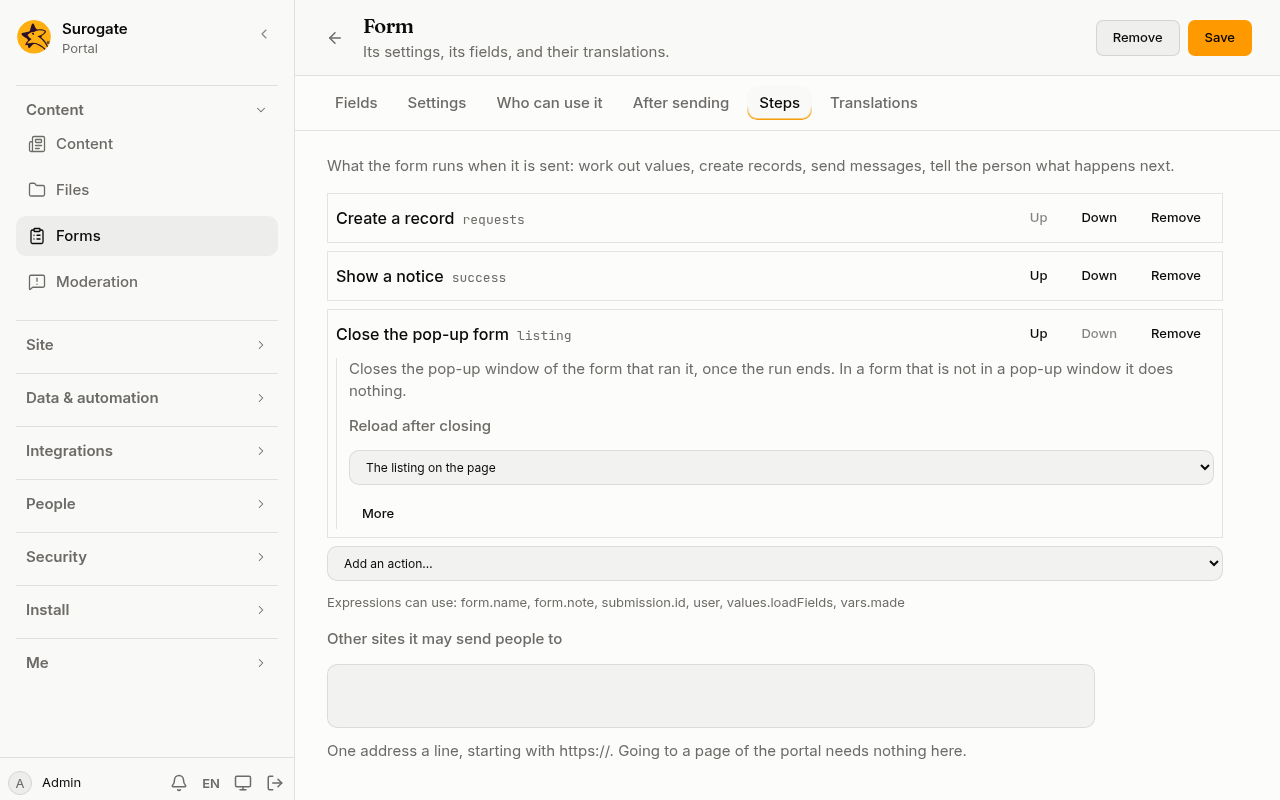 Surogate
Portal
Content
Content
Files
Forms
Moderation
Site
Data & automation
Integrations
People
Security
Install
Me
A
Admin
EN
Form
Its settings, its fields, and their translations.
Remove
Save
Fields
Settings
Who can use it
After sending
Steps
Translations
What the form runs when it is sent: work out values, create records, send messages, tell the person what happens next.
Create a record requests
Up
Down
Remove
Show a notice success
Up
Down
Remove
Close the pop-up form listing
Up
Down
Remove
Closes the pop-up window of the form that ran it, once the run ends. In a form that is not in a pop-up window it does
nothing.
Reload after closing
The listing on the page
More
Add an action…
Expressions can use: form.name, form.note, submission.id, user, values.loadFields, vars.made
Other sites it may send people to
One address a line, starting with https://. Going to a page of the portal needs nothing here.